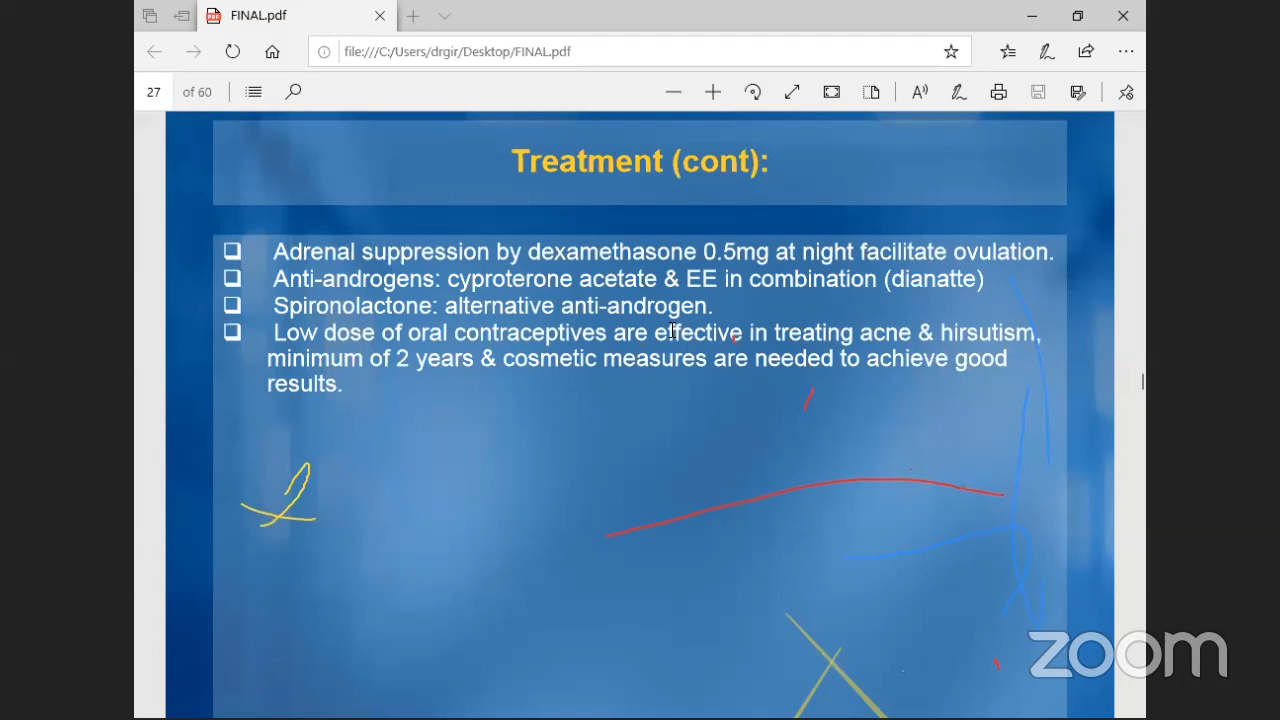 FINAL.pdf
file:///C:/Users/drgir/Desktop/FINAL.pdf
27 of 60
Treatment (cont):
Adrenal suppression by dexamethasone 0.5mg at night facilitate ovulation.
Anti-androgens: cyproterone acetate & EE in combination (dianatte)
Spironolactone: alternative anti-androgen.
Low dose of oral contraceptives are effective in treating acne & hirsutism,
minimum of 2 years & cosmetic measures are needed to achieve good
results.
zoom